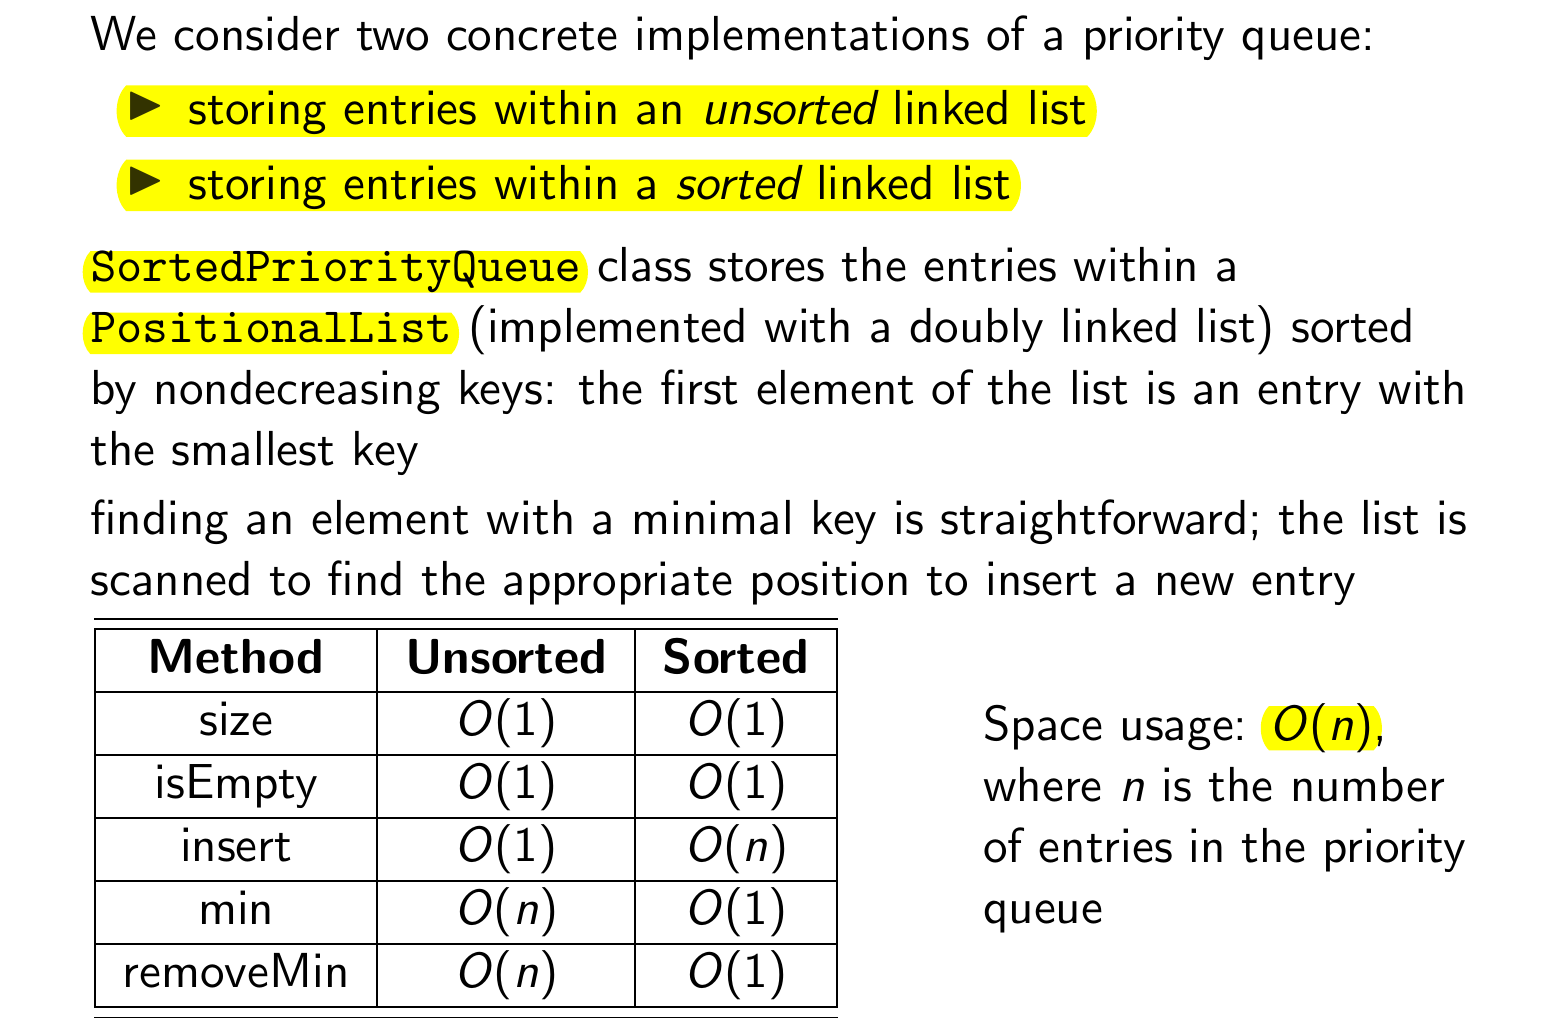 We consider two concrete implementations of a priority queue:
▶ storing entries within an unsorted linked list
▶ storing entries within a sorted linked list
SortedPriorityQueue class stores the entries within a
PositionalList (implemented with a doubly linked list) sorted
by nondecreasing keys: the first element of the list is an entry with
the smallest key
finding an element with a minimal key is straightforward; the list is
scanned to find the appropriate position to insert a new entry
Method Unsorted Sorted
size O(1) O(1)
isEmpty O(1) O(1)
insert O(1) O(n)
min O(n) O(1)
removeMin O(n) O(1)
Space usage: O(n),
where n is the number
of entries in the priority
queue